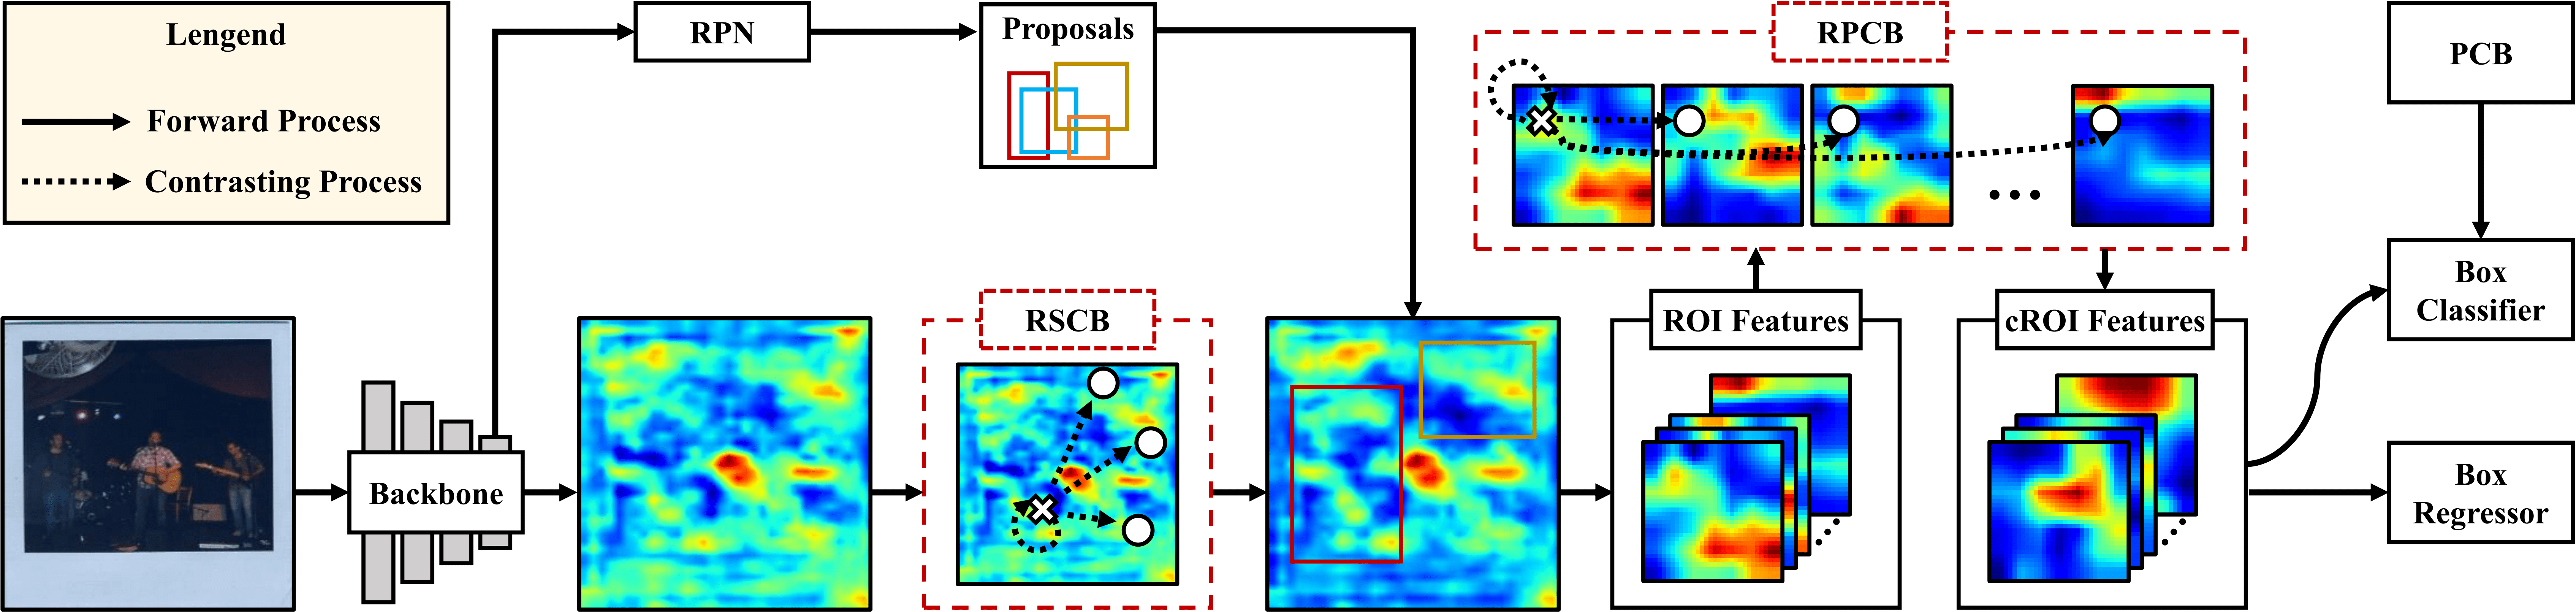 Lengend
Forward Process
Contrasting Process
RPN
Proposals
RPCB
PCB
Backbone
RSCB
ROI Features
cROI Features
Box
Classifier
Box
Regressor